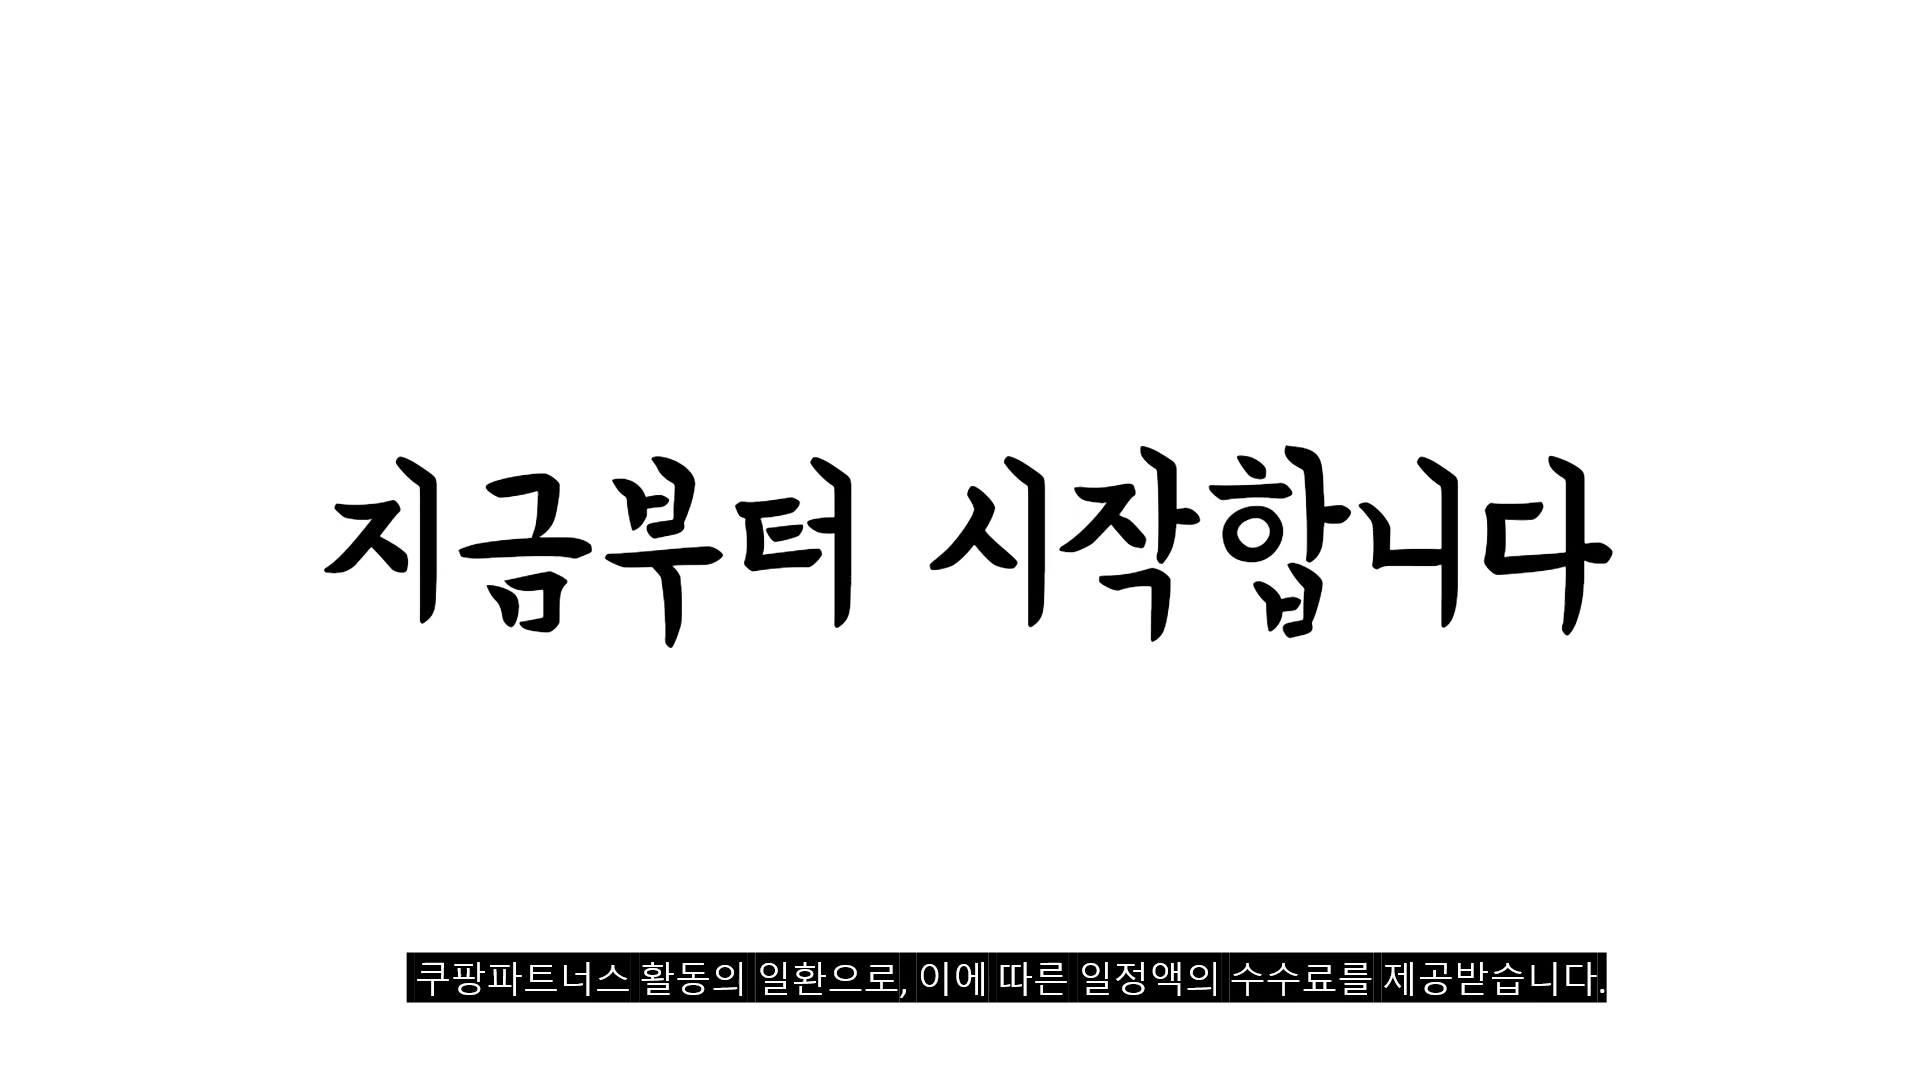 지금부터 시작합니다
쿠팡파트너스 활동의 일환으로, 이에 따른 일정액의 수수료를 제공받습니다.